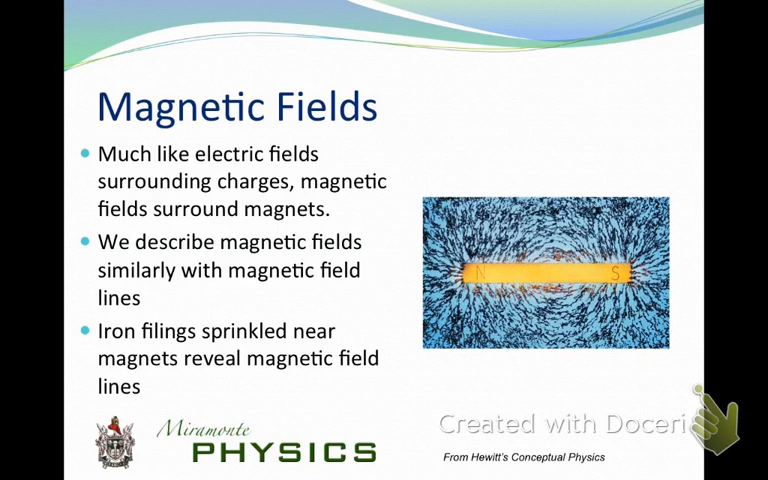 Magnetic Fields
Much like electric fields
surrounding charges, magnetic
fields surround magnets.
We describe magnetic fields
similarly with magnetic field
lines
Iron filings sprinkled near
magnets reveal magnetic field
lines
N S
Miramonte
PHYSICS
Created with Doceri
From Hewitt's Conceptual Physics